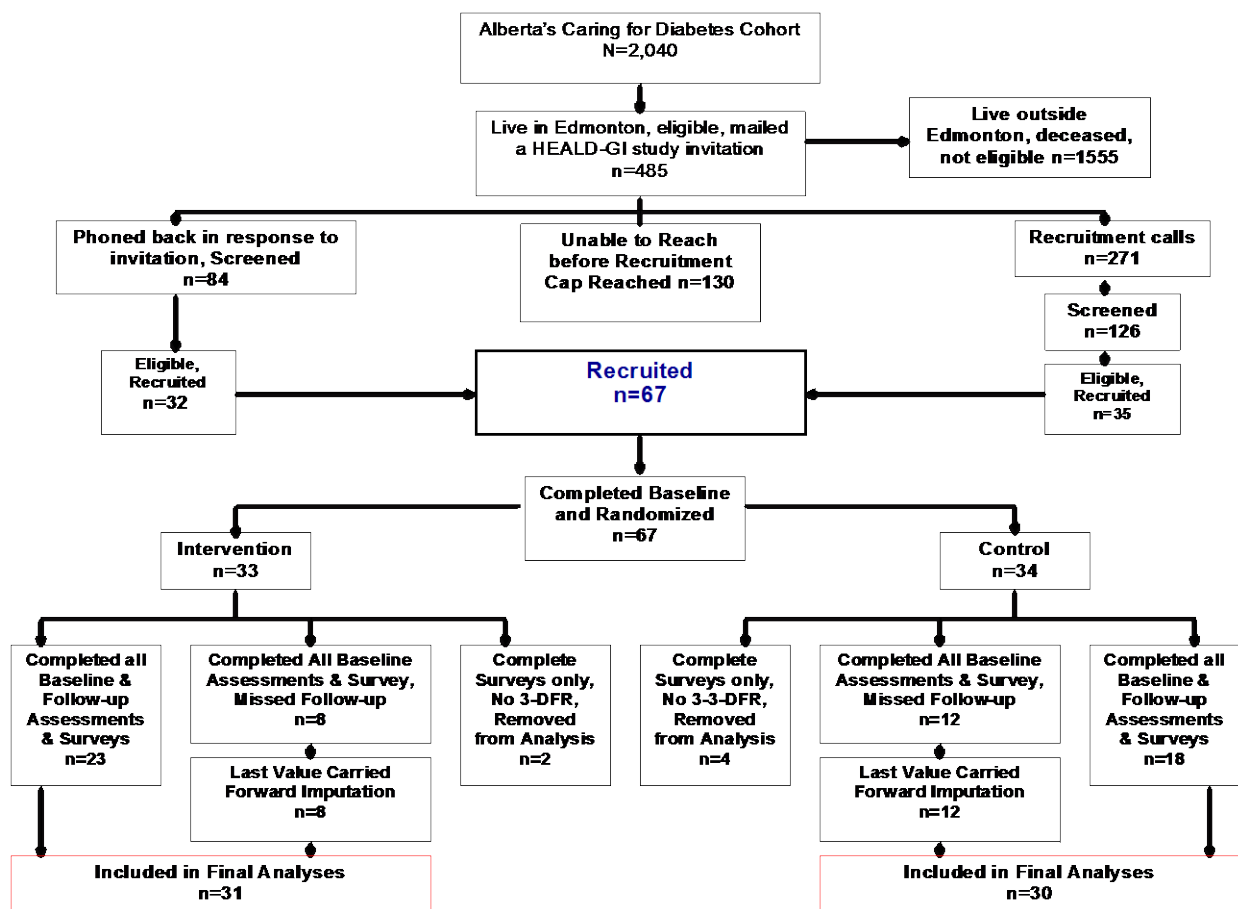 Alberta's Caring for Diabetes Cohort
N=2,040
Live in Edmonton, eligible, mailed
a HEALD-GI study invitation
n=485
Live outside
Edmonton, deceased,
not eligible n=1555
Phoned back in response to
invitation, Screened
n=84
Unable to Reach
before Recruitment
Cap Reached n=130
Recruitment calls
n=271
Screened
n=126
Eligible,
Recruited
n=32
Recruited
n=67
Eligible,
Recruited
n=35
Completed Baseline
and Randomized
n=67
Intervention
n=33
Control
n=34
Completed all
Baseline &
Follow-up
Assessments
& Surveys
n=23
Completed All Baseline
Assessments & Survey,
Missed Follow-up
n=8
Complete
Surveys only,
No 3-DFR,
Removed
from Analysis
n=2
Complete
Surveys only,
No 3-3-DFR,
Removed
from Analysis
n=4
Completed All Baseline
Assessments & Survey,
Missed Follow-up
n=12
Completed all
Baseline &
Follow-up
Assessments
& Surveys
n=18
Last Value Carried
Forward Imputation
n=8
Last Value Carried
Forward Imputation
n=12
Included in Final Analyses
n=31
Included in Final Analyses
n=30